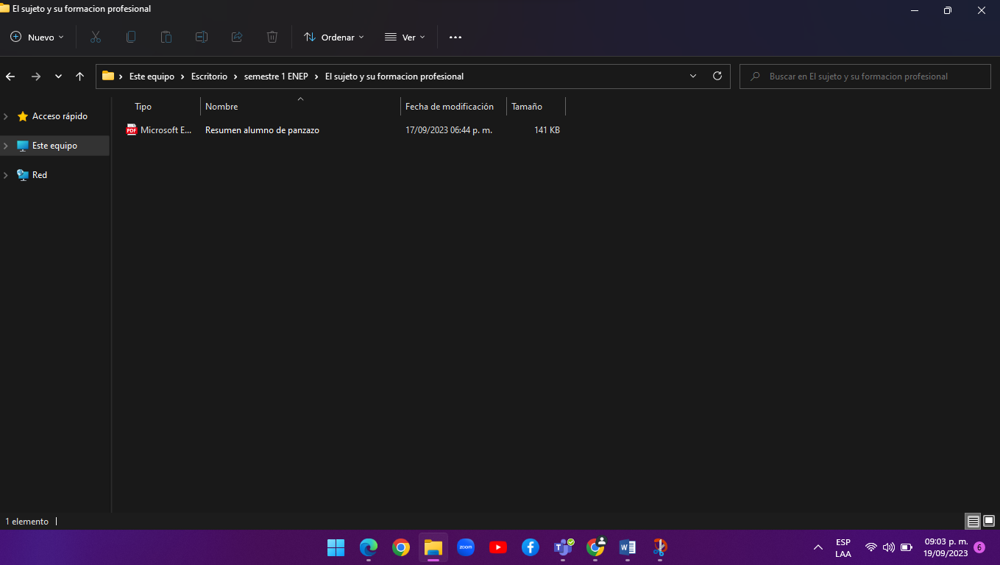 El sujeto y su formacion profesional
Nuevo
Ordenar
Ver
Este equipo > Escritorio > semestre 1 ENEP > El sujeto y su formacion profesional
Buscar en El sujeto y su formacion profesional
Acceso rápido
Este equipo
Red
Tipo Nombre Fecha de modificación Tamaño
PDF Microsoft E... Resumen alumno de panzazo 17/09/2023 06:44 p. m. 141 KB
1 elemento
zoom
T
W
ESP
LAA
09:03 p. m.
19/09/2023
6